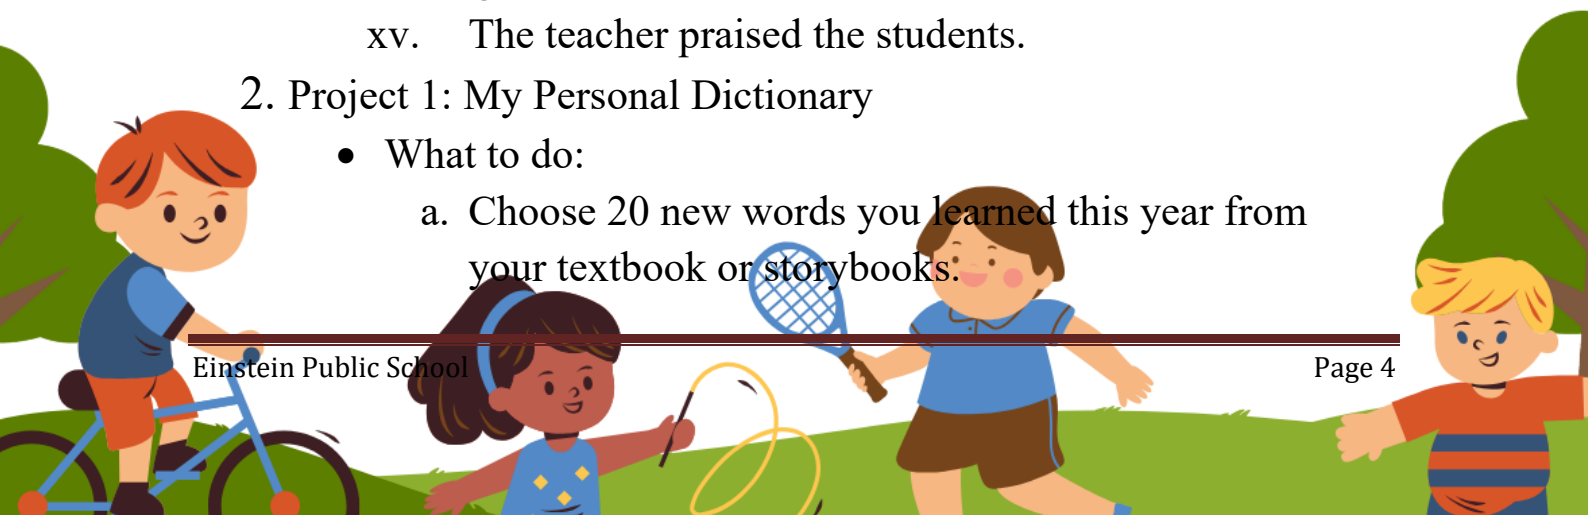 xv. The teacher praised the students.
2. Project 1: My Personal Dictionary
• What to do:
a. Choose 20 new words you learned this year from
your textbook or storybooks.
Einstein Public School Page 4